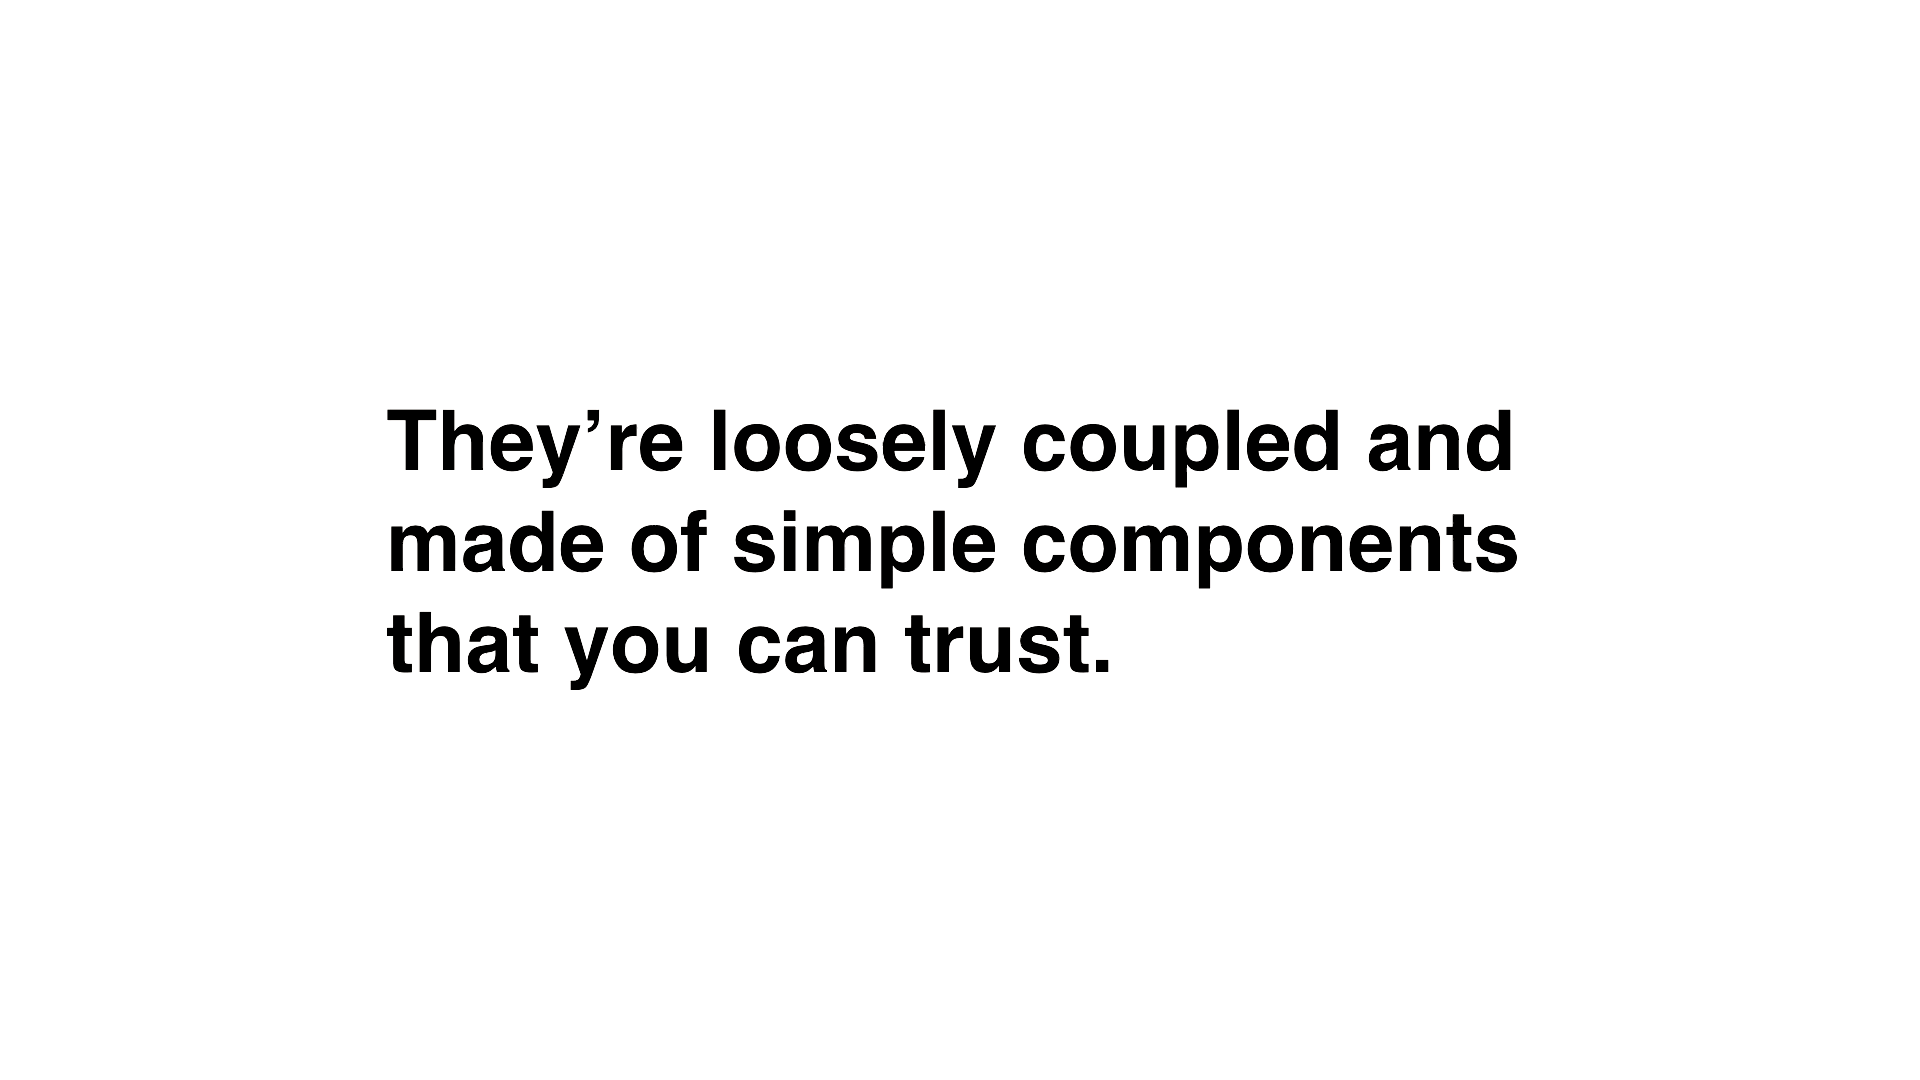 They’re loosely coupled and
made of simple components
that you can trust.